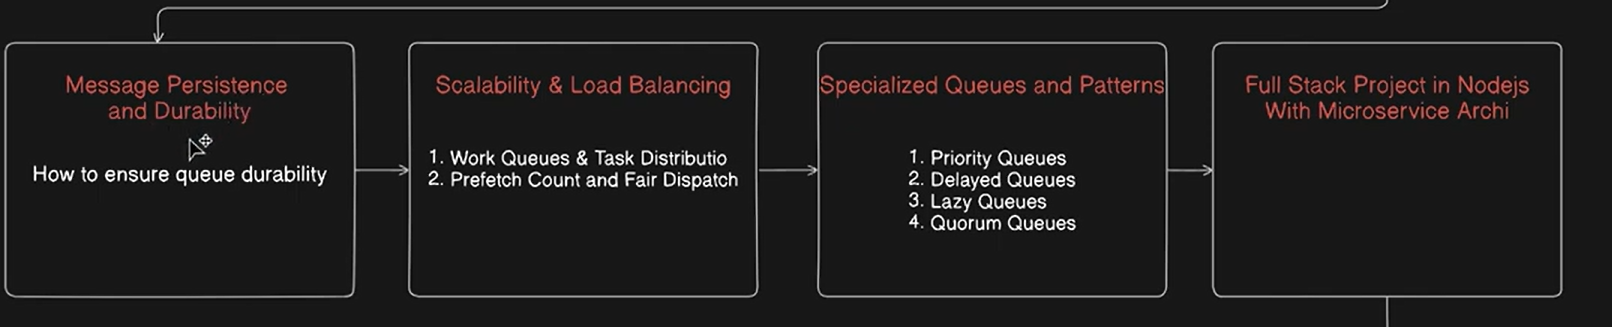 Message Persistence
and Durability
How to ensure queue durability
Scalability & Load Balancing
1. Work Queues & Task Distributio
2. Prefetch Count and Fair Dispatch
Specialized Queues and Patterns
1. Priority Queues
2. Delayed Queues
3. Lazy Queues
4. Quorum Queues
Full Stack Project in Nodejs
With Microservice Archi